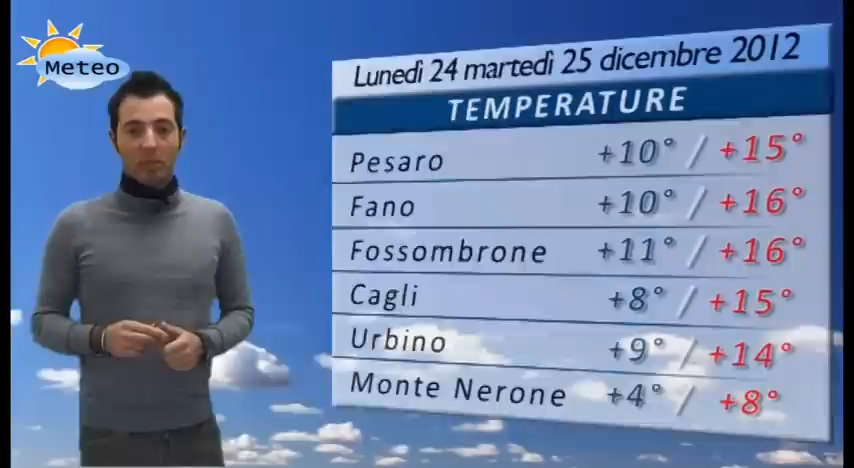 Meteo
Lunedì 24 martedì 25 dicembre 2012
TEMPERATURE
Pesaro +10° / +15°
Fano +10° / +16°
Fossombrone +11° / +16°
Cagli +8° / +15°
Urbino +9° / +14°
Monte Nerone +4° / +8°